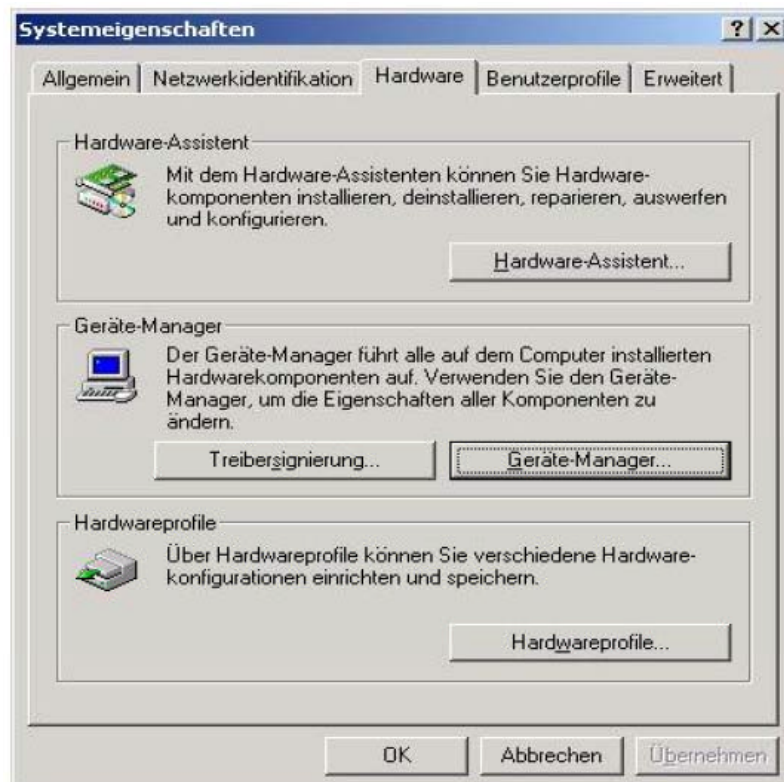 Systemeigenschaften
Allgemein Netzwerkidentifikation Hardware Benutzerprofile Erweitert
Hardware-Assistent
Mit dem Hardware-Assistenten können Sie Hardware-
komponenten installieren, deinstallieren, reparieren, auswerfen
und konfigurieren.
Hardware-Assistent...
Geräte-Manager
Der Geräte-Manager führt alle auf dem Computer installierten
Hardwarekomponenten auf. Verwenden Sie den Geräte-
Manager, um die Eigenschaften aller Komponenten zu
ändern.
Treibersignierung... Geräte-Manager...
Hardwareprofile
Über Hardwareprofile können Sie verschiedene Hardware-
konfigurationen einrichten und speichern.
Hardwareprofile...
OK Abbrechen Übernehmen